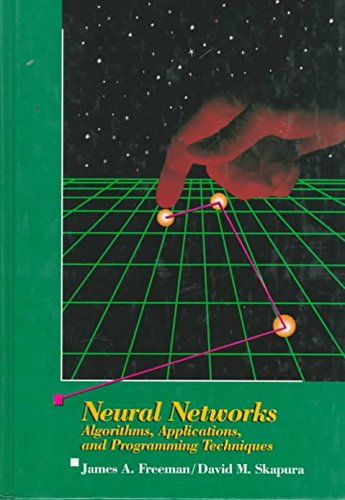 Neural Networks
Algorithms, Applications,
and Programming Techniques
James A. Freeman/David M. Skapura